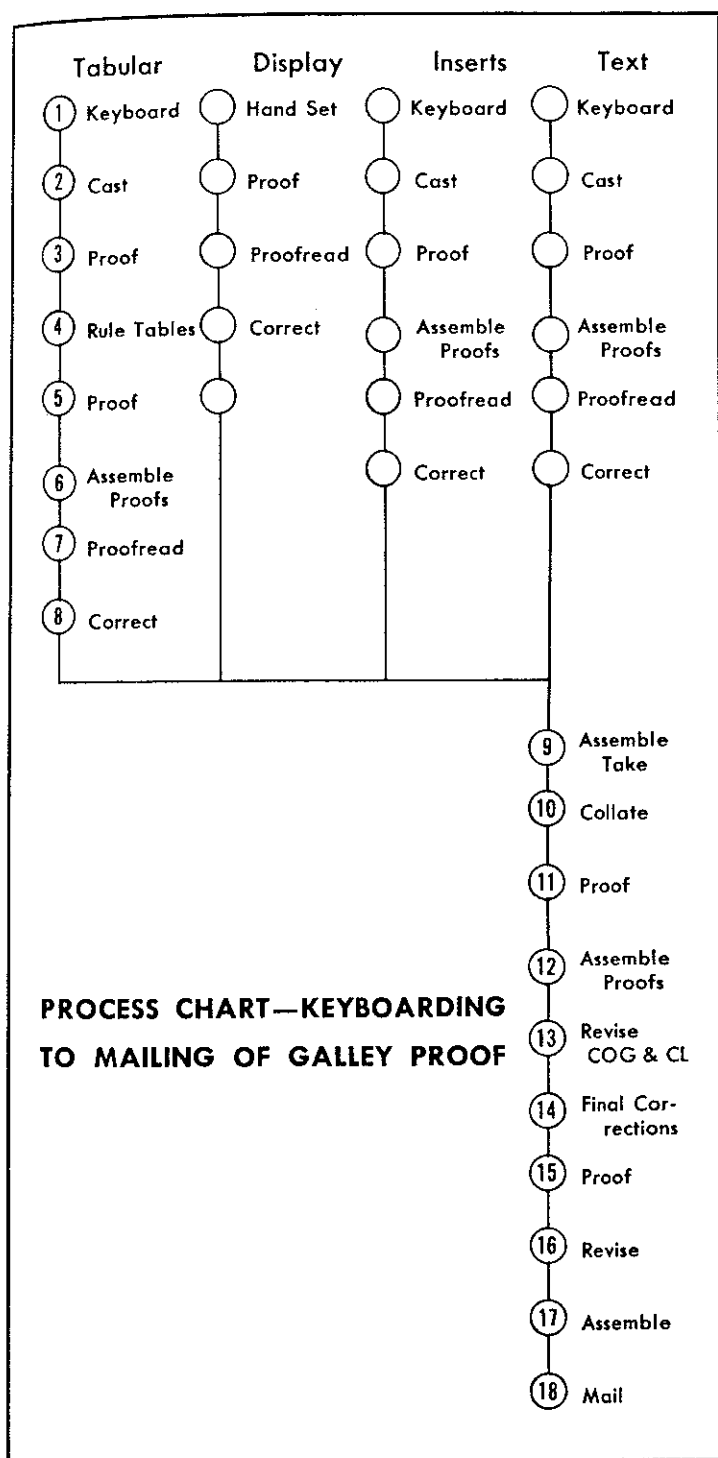 Tabular
1 Keyboard
2 Cast
3 Proof
4 Rule Tables
5 Proof
6 Assemble
Proofs
7 Proofread
8 Correct
Display
Hand Set
Proof
Proofread
Correct
Inserts
Keyboard
Cast
Proof
Assemble
Proofs
Proofread
Correct
Text
Keyboard
Cast
Proof
Assemble
Proofs
Proofread
Correct
9 Assemble
Take
10 Collate
11 Proof
12 Assemble
Proofs
13 Revise
COG & CL
14 Final Cor-
rections
15 Proof
16 Revise
17 Assemble
18 Mail
PROCESS CHART—KEYBOARDING
TO MAILING OF GALLEY PROOF